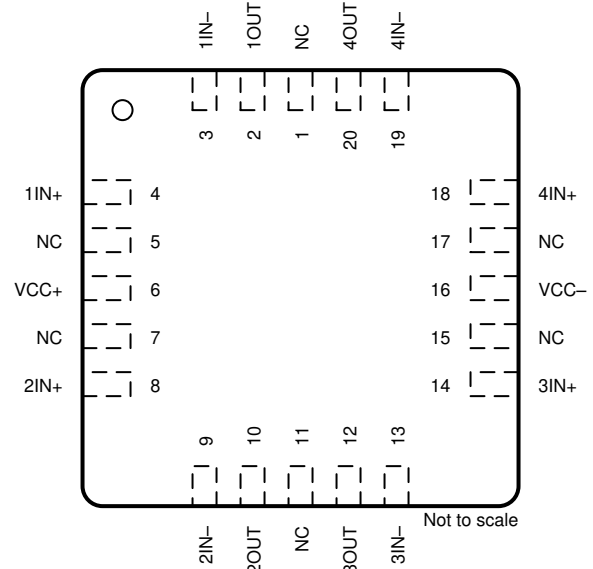 1IN–
1OUT
NC
4OUT
4IN–
3
2
1
20
19
1IN+ 4
NC 5
VCC+ 6
NC 7
2IN+ 8
18 4IN+
17 NC
16 VCC–
15 NC
14 3IN+
9
10
11
12
13
2IN–
2OUT
NC
3OUT
3IN–
Not to scale